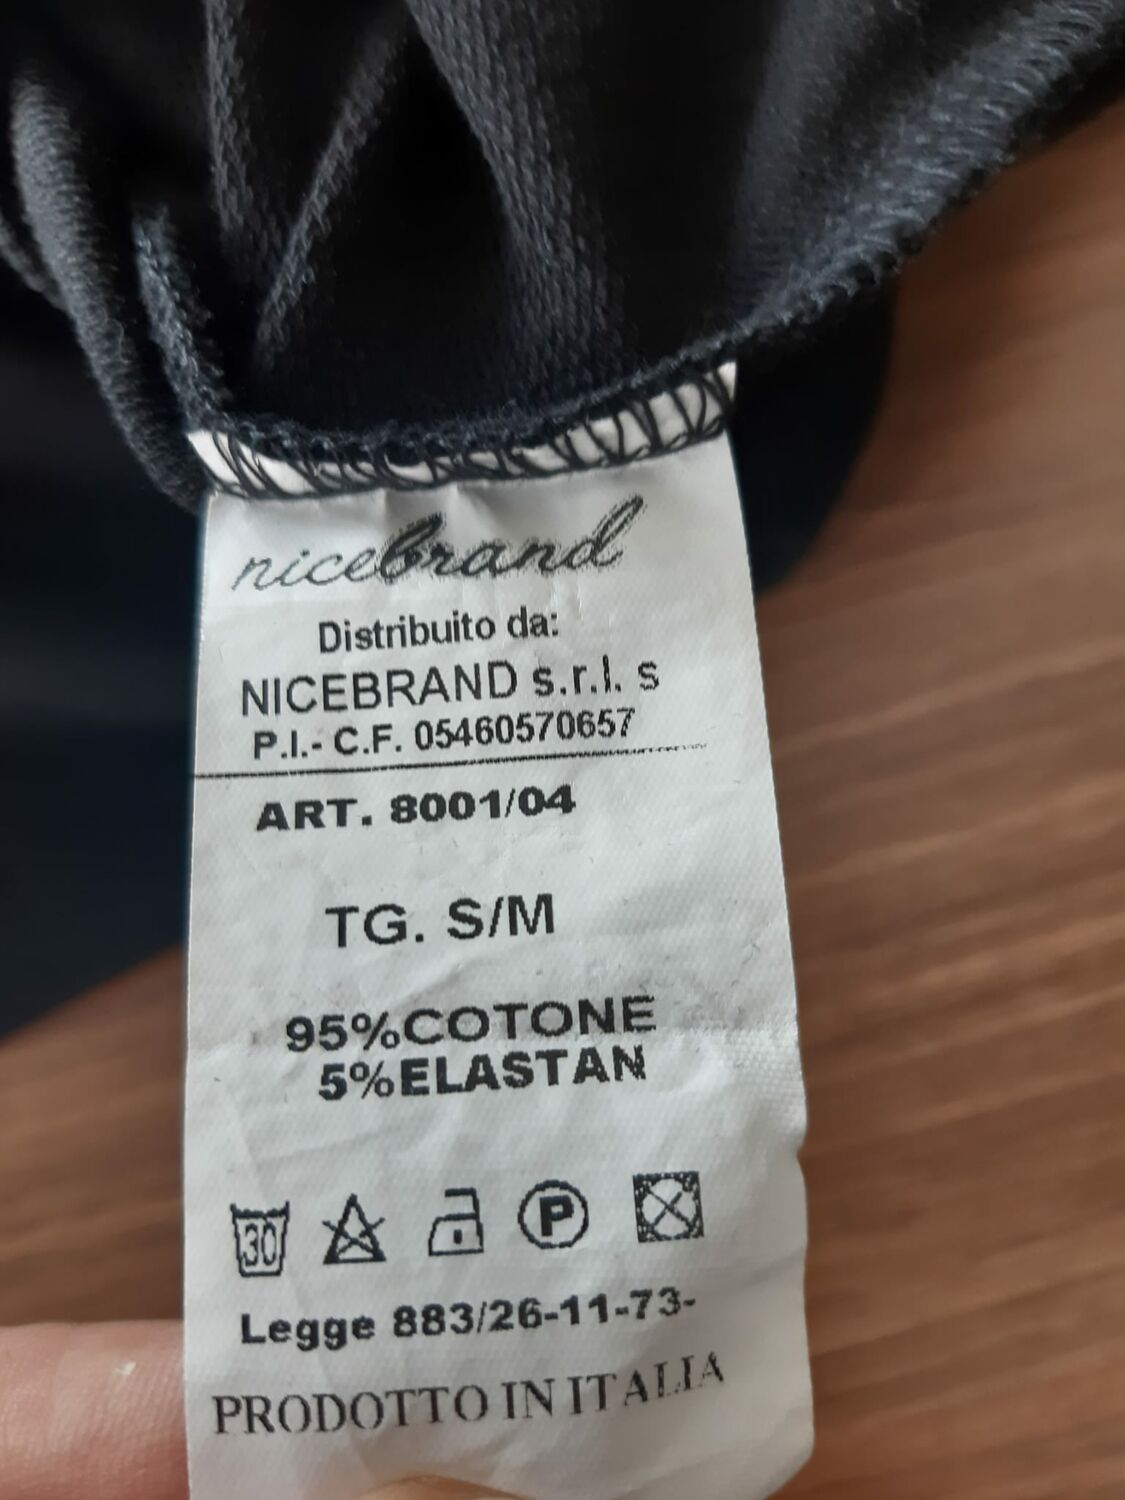 nicebrand
Distribuito da:
NICEBRAND s.r.l. s
P.I.- C.F. 05460570657
ART. 8001/04
TG. S/M
95%COTONE
5%ELASTAN
30 P
Legge 883/26-11-73-
PRODOTTO IN ITALIA